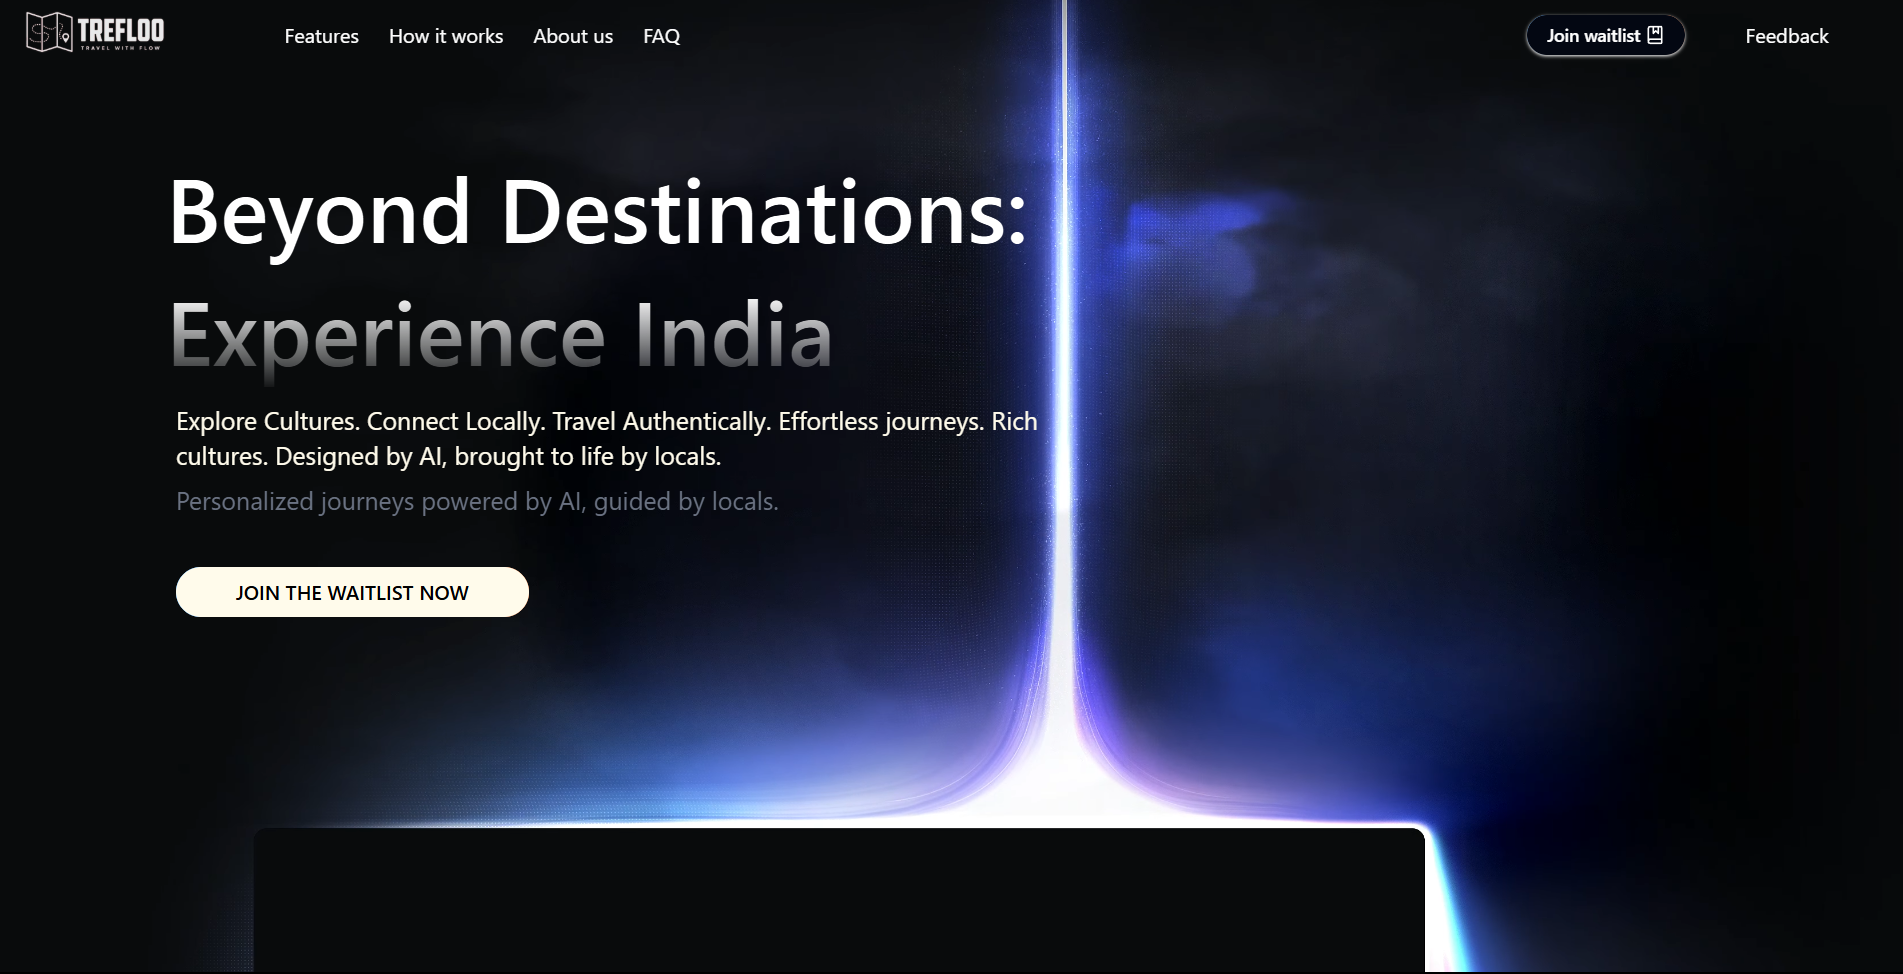 TREFLOO
TRAVEL WITH FLOW
Features
How it works
About us
FAQ
Join waitlist
Feedback
Beyond Destinations:
Experience India
Explore Cultures. Connect Locally. Travel Authentically. Effortless journeys. Rich
cultures. Designed by AI, brought to life by locals.
Personalized journeys powered by AI, guided by locals.
JOIN THE WAITLIST NOW